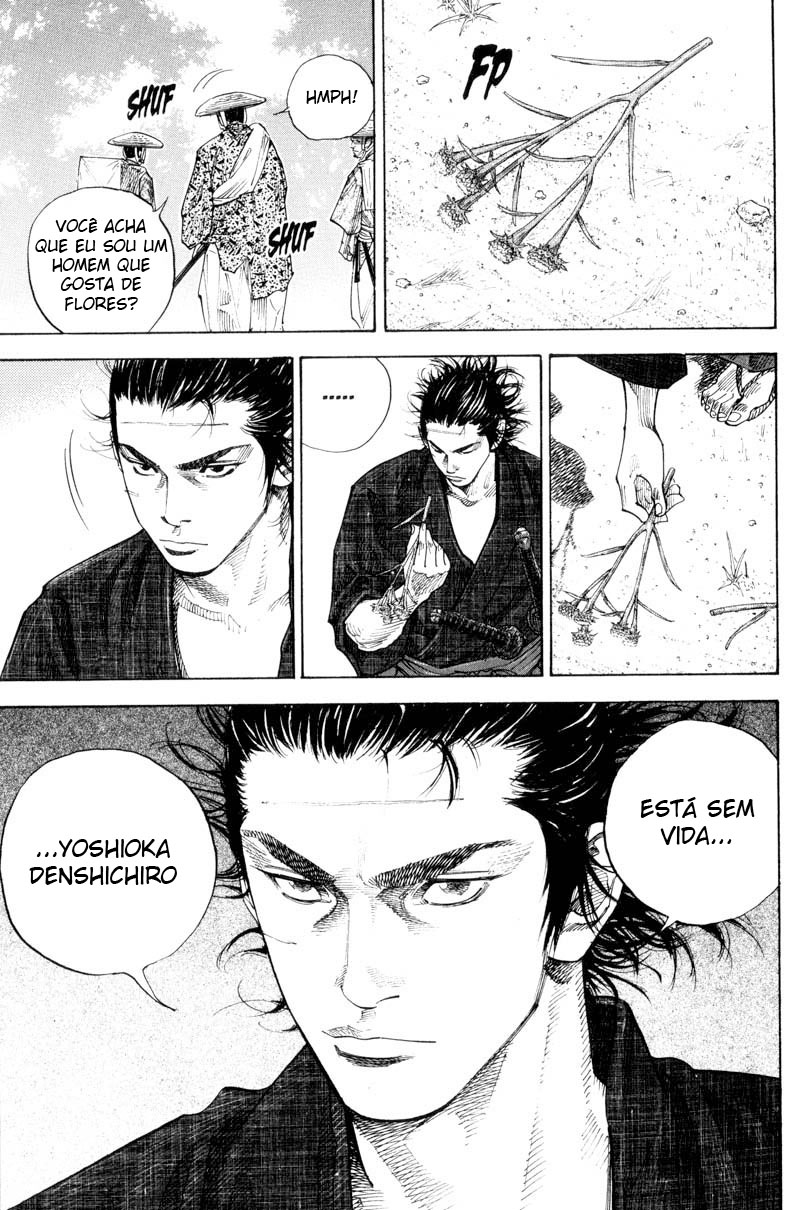 FP
HMPH!
SHUF
SHUF
VOCÊ ACHA
QUE EU SOU UM
HOMEM QUE
GOSTA DE
FLORES?
.....
ESTÁ SEM
VIDA...
...YOSHIOKA
DENSHICHIRO